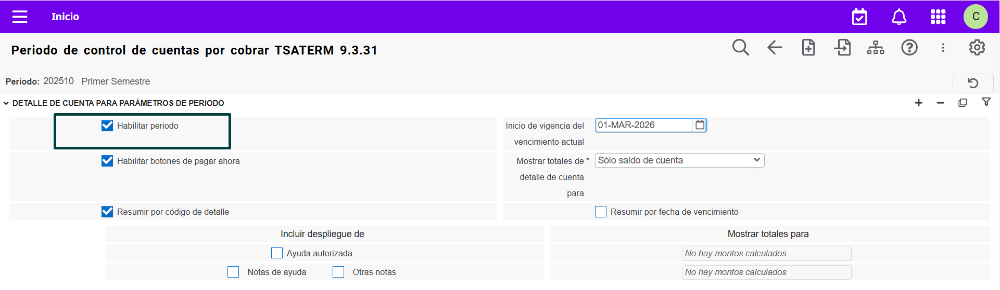 Inicio
C
Periodo de control de cuentas por cobrar TSATERM 9.3.31
Periodo: 202510 Primer Semestre
DETALLE DE CUENTA PARA PARÁMETROS DE PERIODO
Habilitar periodo
Inicio de vigencia del
vencimiento actual
01-MAR-2026
Habilitar botones de pagar ahora
Mostrar totales de *
detalle de cuenta
para
Sólo saldo de cuenta
Resumir por código de detalle
Resumir por fecha de vencimiento
Incluir despliegue de
Mostrar totales para
Ayuda autorizada
No hay montos calculados
Notas de ayuda
Otras notas
No hay montos calculados